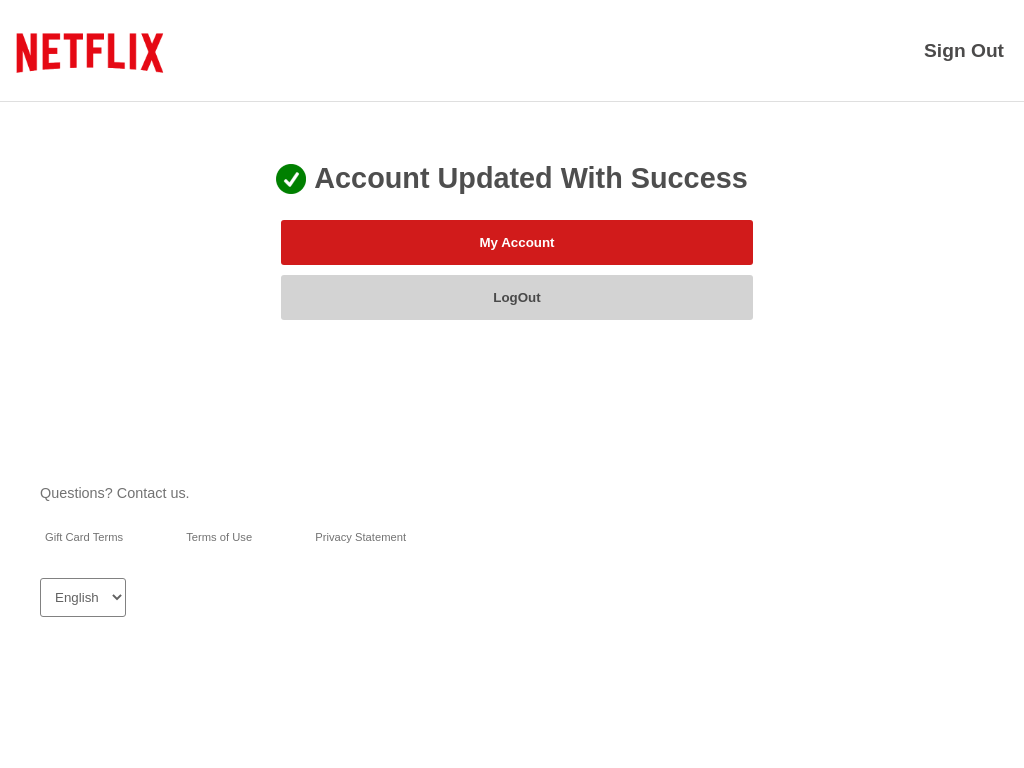 NETFLIX
Sign Out
Account Updated With Success
My Account
LogOut
Questions? Contact us.
Gift Card Terms
Terms of Use
Privacy Statement
English